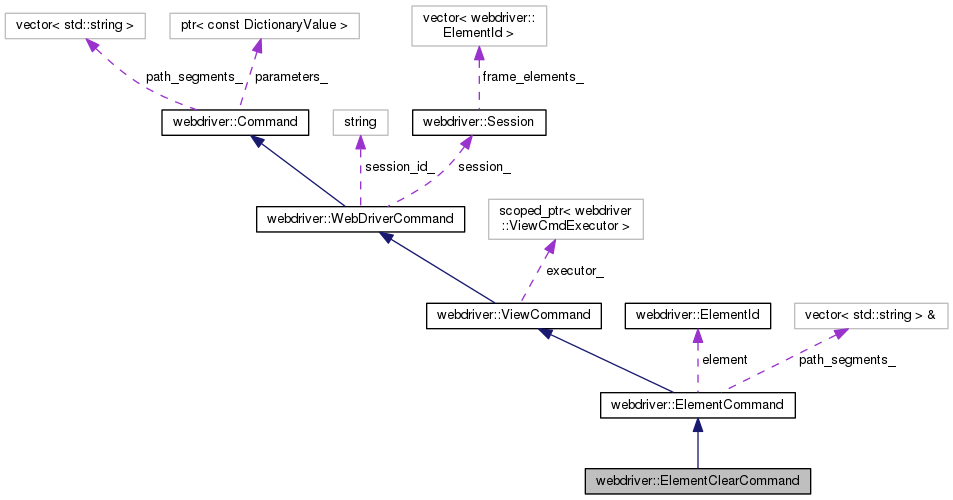 vector< std::string >
ptr< const DictionaryValue >
vector< webdriver::
ElementId >
path_segments_
parameters_
frame_elements_
webdriver::Command
string
webdriver::Session
session_id_
session_
webdriver::WebDriverCommand
scoped_ptr< webdriver
::ViewCmdExecutor >
executor_
webdriver::ViewCommand
webdriver::ElementId
vector< std::string > &
element
path_segments_
webdriver::ElementCommand
webdriver::ElementClearCommand